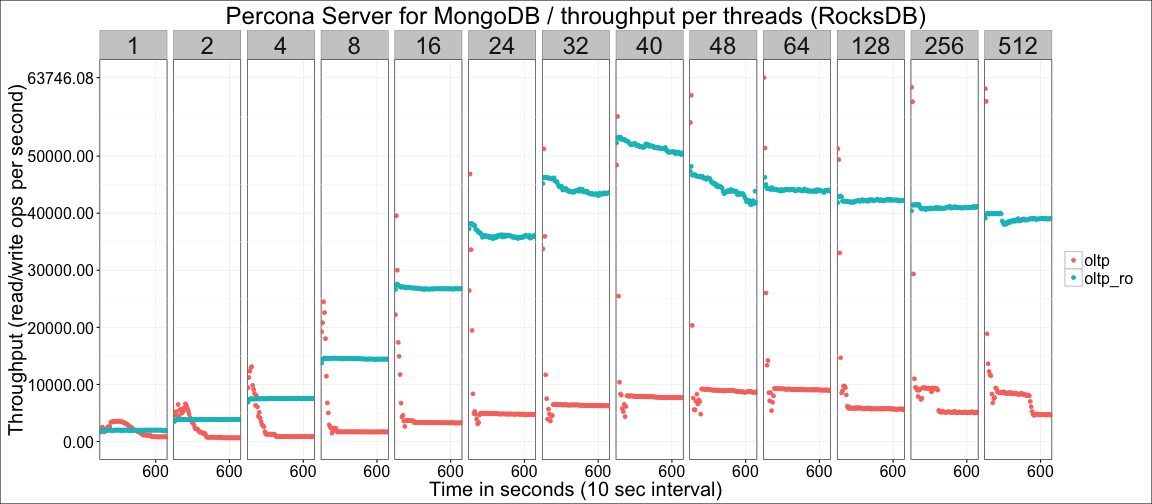 Percona Server for MongoDB / throughput per threads (RocksDB)
1 2 4 8 16 24 32 40 48 64 128 256 512
Throughput (read/write ops per second)
63746.08
50000.00
40000.00
30000.00
20000.00
10000.00
0.00
oltp
oltp_ro
600 600 600 600 600 600 600 600 600 600 600 600 600
Time in seconds (10 sec interval)